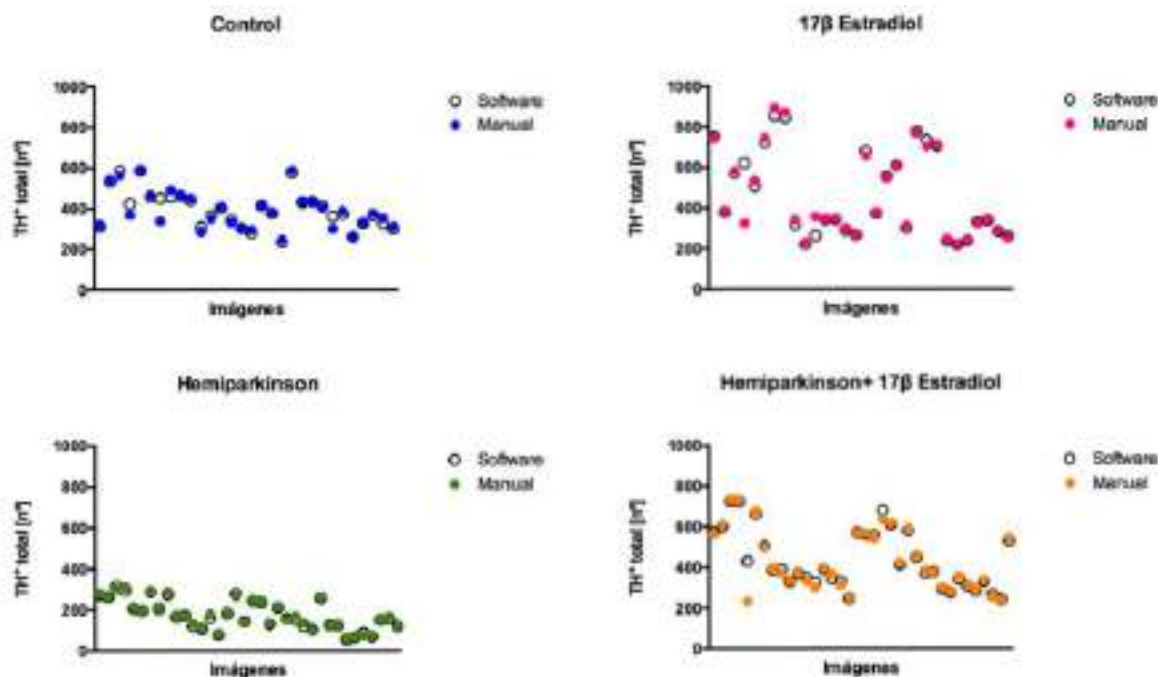 Control
TH⁺ total [nº]
1000
800
600
400
200
0
Imágenes
Software
Manual
17β Estradiol
TH⁺ total [nº]
1000
800
600
400
200
0
Imágenes
Software
Manual
Hemiparkinson
TH⁺ total [nº]
1000
800
600
400
200
0
Imágenes
Software
Manual
Hemiparkinson+ 17β Estradiol
TH⁺ total [nº]
1000
800
600
400
200
0
Imágenes
Software
Manual